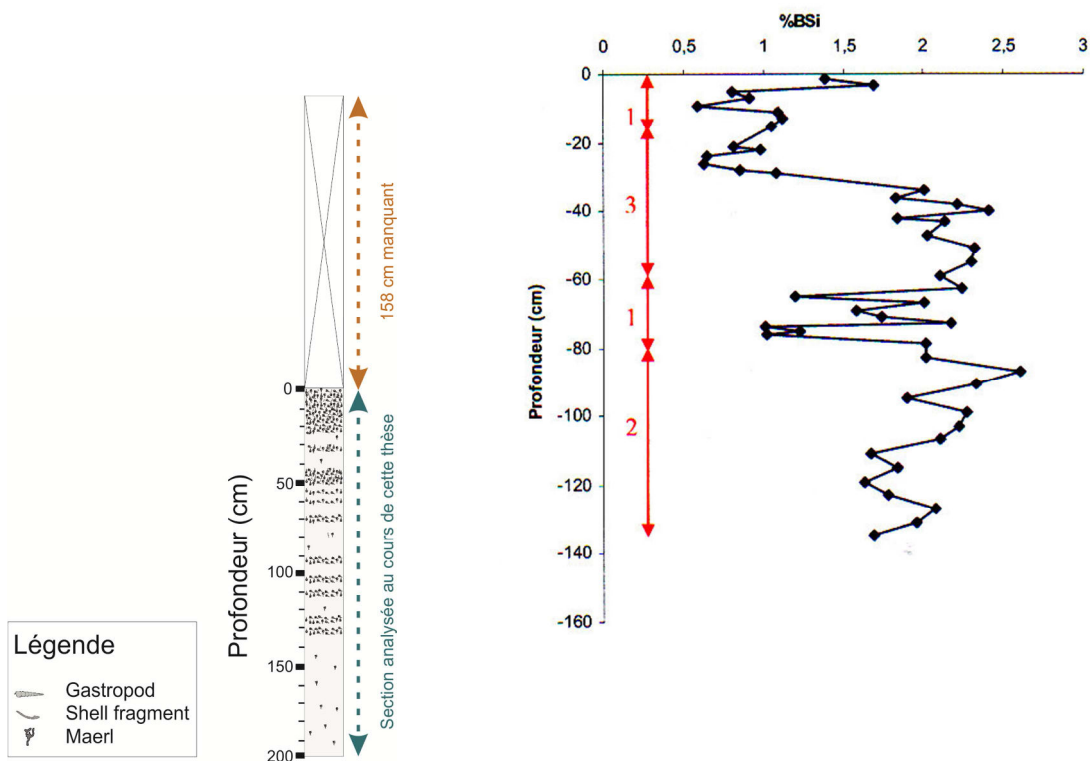 158 cm manquant
Section analysée au cours de cette thèse
Profondeur (cm)
0
50
100
150
200
Légende
Gastropod
Shell fragment
Maerl
%BSi
0
0,5
1
1,5
2
2,5
3
Profondeur (cm)
0
-20
-40
-60
-80
-100
-120
-140
-160
1
3
1
2